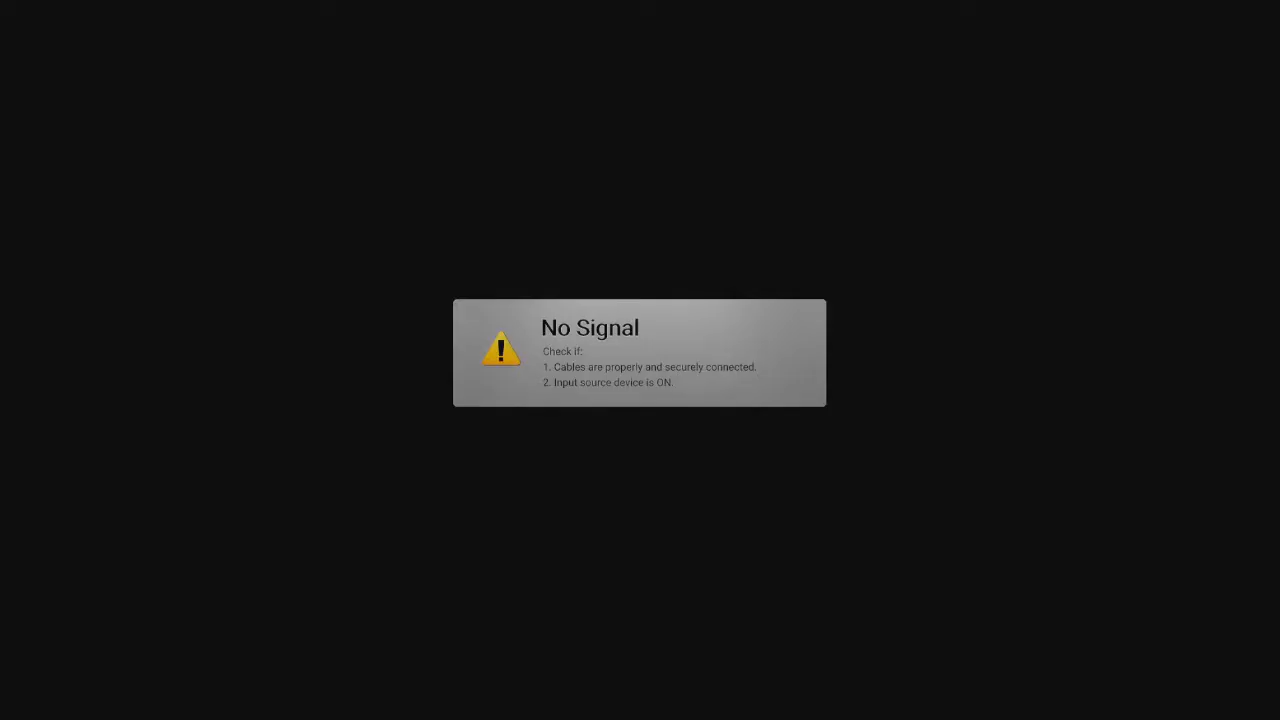 No Signal
Check if:
1. Cables are properly and securely connected.
2. Input source device is ON.